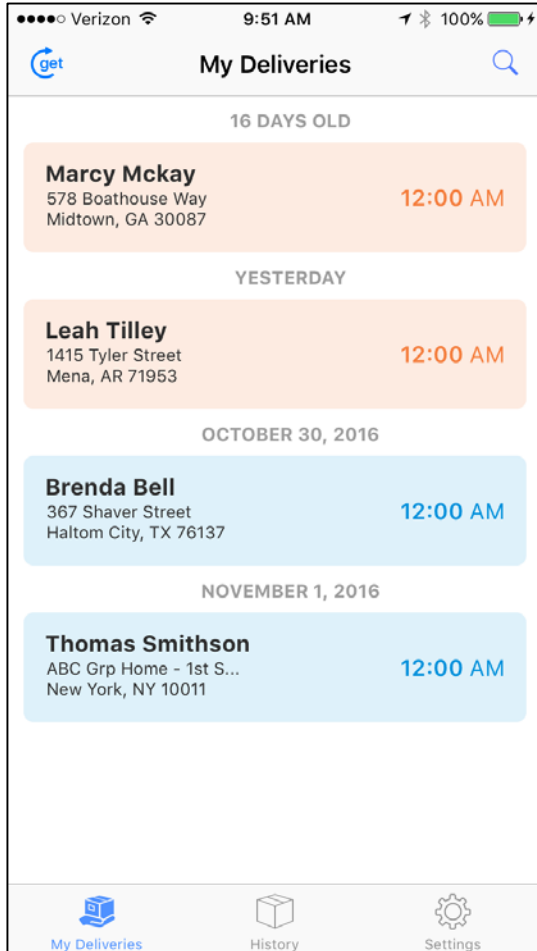 Verizon 9:51 AM 100%
get My Deliveries
16 DAYS OLD
Marcy Mckay
578 Boathouse Way
Midtown, GA 30087
12:00 AM
YESTERDAY
Leah Tilley
1415 Tyler Street
Mena, AR 71953
12:00 AM
OCTOBER 30, 2016
Brenda Bell
367 Shaver Street
Haltom City, TX 76137
12:00 AM
NOVEMBER 1, 2016
Thomas Smithson
ABC Grp Home - 1st S...
New York, NY 10011
12:00 AM
My Deliveries History Settings